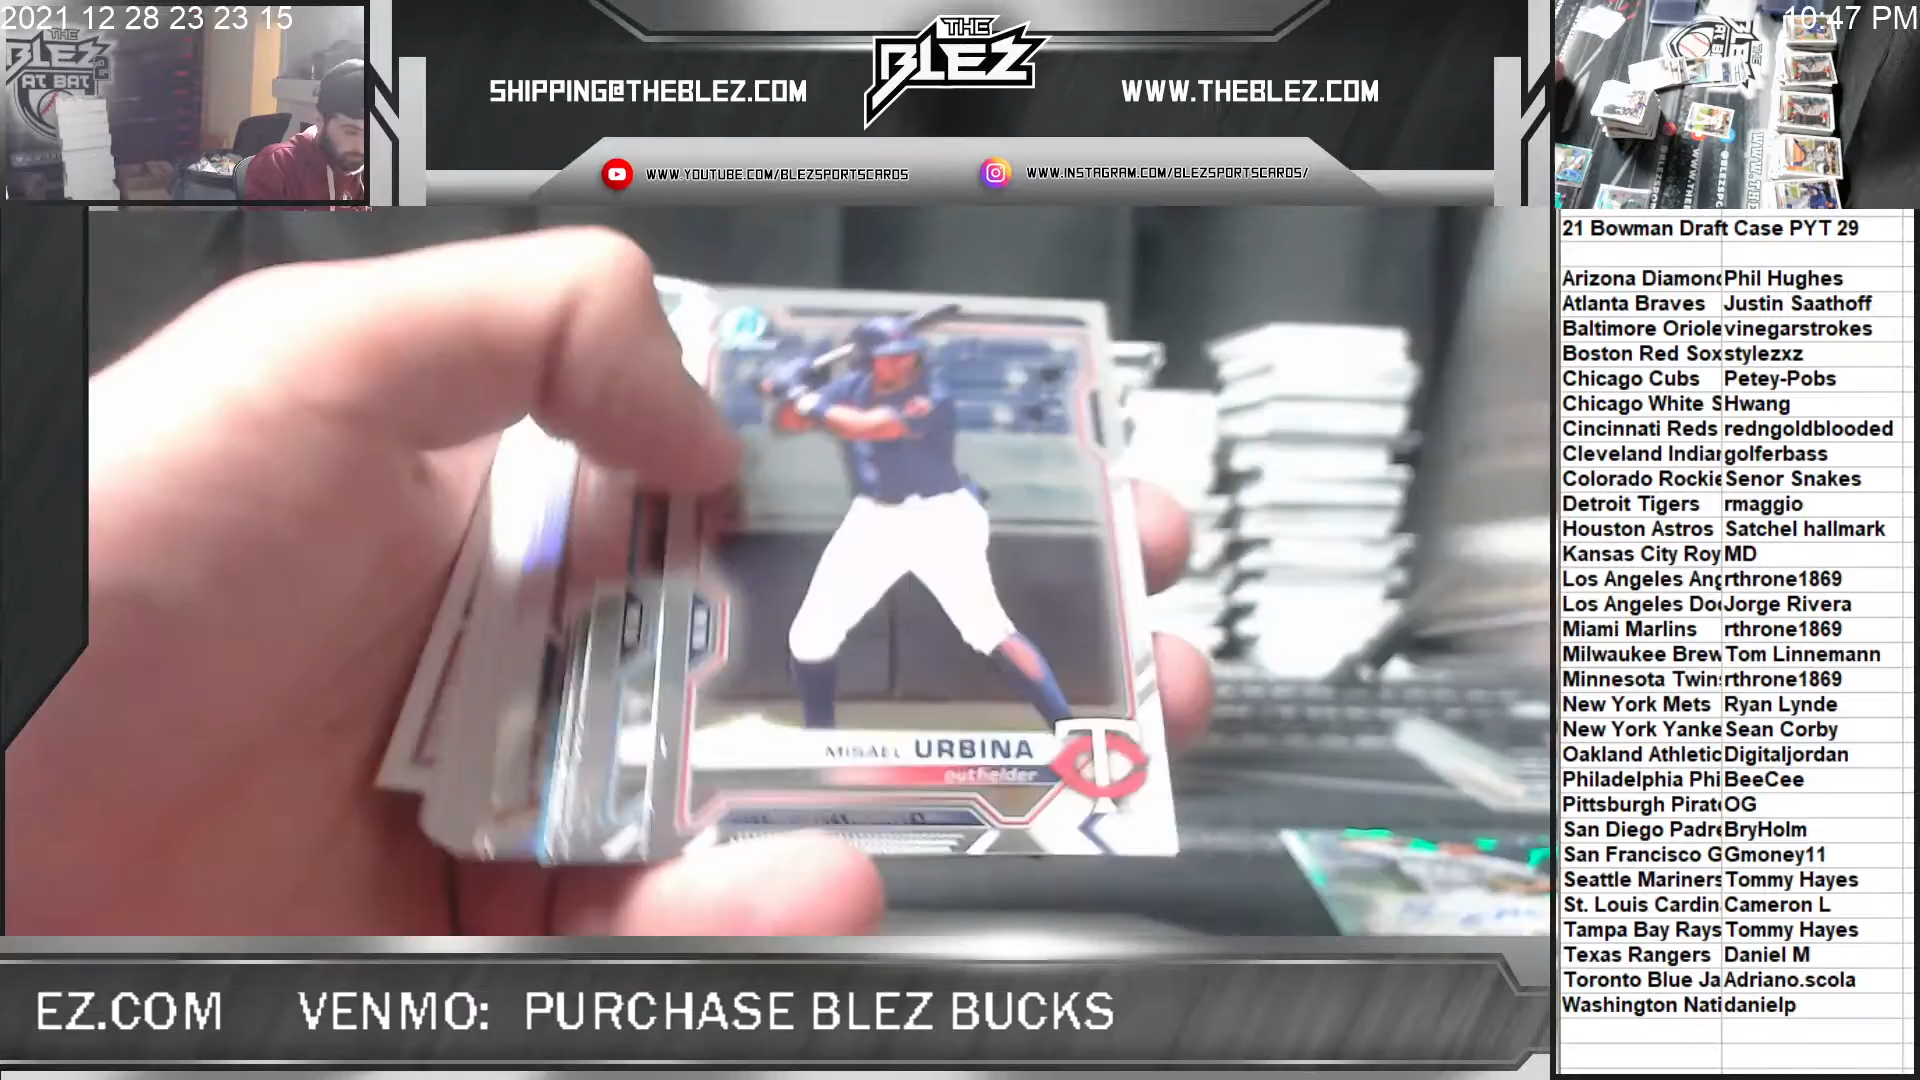 2021 12 28 23 23 15
10:47 PM
THE
BLEZ
AT BAT
SHIPPING@THEBLEZ.COM
THE
BLEZ
WWW.THEBLEZ.COM
WWW.YOUTUBE.COM/BLEZSPORTSCARDS
WWW.INSTAGRAM.COM/BLEZSPORTSCARDS/
21 Bowman Draft Case PYT 29
Arizona Diamond Phil Hughes
Atlanta Braves Justin Saathoff
Baltimore Oriole vinegarstrokes
Boston Red Sox stylezxz
Chicago Cubs Petey-Pobs
Chicago White S Hwang
Cincinnati Reds redngoldblooded
Cleveland Indian golferbass
Colorado Rockie Senor Snakes
Detroit Tigers rmaggio
Houston Astros Satchel hallmark
Kansas City Roy MD
Los Angeles Ang rthrone1869
Los Angeles Do Jorge Rivera
Miami Marlins rthrone1869
Milwaukee Brew Tom Linnemann
Minnesota Twins rthrone1869
New York Mets Ryan Lynde
New York Yanke Sean Corby
Oakland Athletic Digitaljordan
Philadelphia Phi BeeCee
Pittsburgh Pirat OG
San Diego Padre BryHolm
San Francisco G Gmoney11
Seattle Mariners Tommy Hayes
St. Louis Cardin Cameron L
Tampa Bay Rays Tommy Hayes
Texas Rangers Daniel M
Toronto Blue Ja Adriano.scola
Washington Nati danielp
MISAEL URBINA
outfielder
EZ.COM VENMO: PURCHASE BLEZ BUCKS